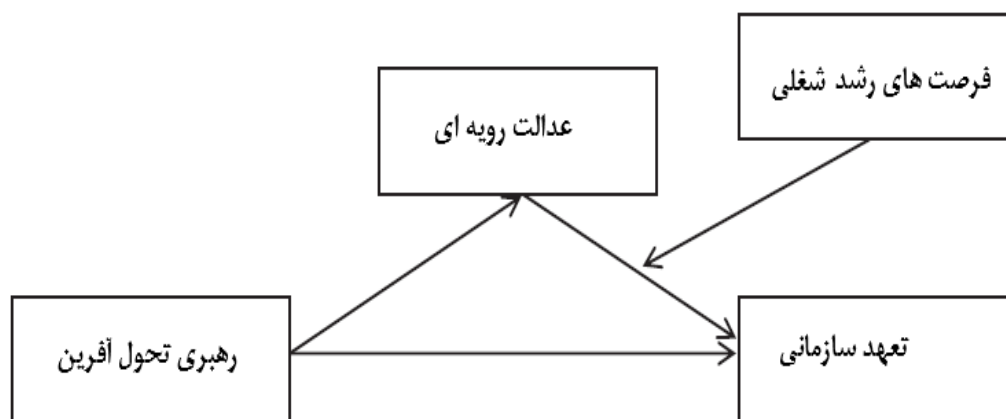 فرصت های رشد شغلی
عدالت رویه ای
رهبری تحول آفرین
تعهد سازمانی